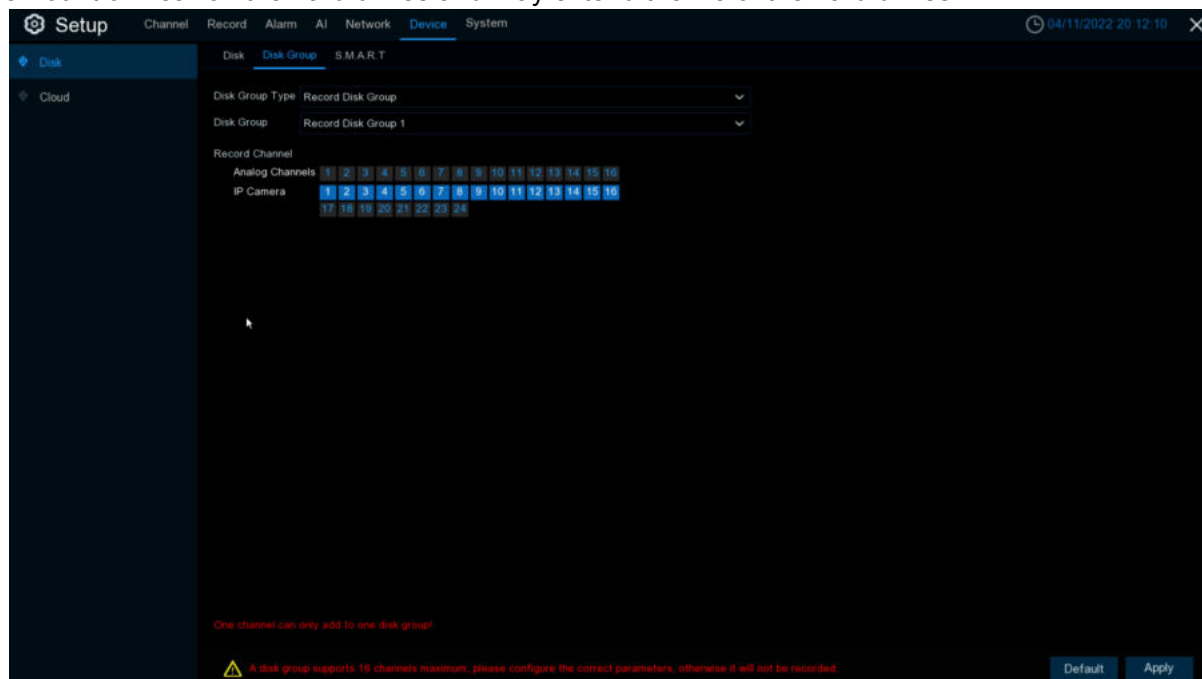 Setup Channel Record Alarm AI Network Device System 04/11/2022 20:12:10
Disk
Cloud
Disk Disk Group S.M.A.R.T
Disk Group Type Record Disk Group
Disk Group Record Disk Group 1
Record Channel
Analog Channels 1 2 3 4 5 6 7 8 9 10 11 12 13 14 15 16
IP Camera 1 2 3 4 5 6 7 8 9 10 11 12 13 14 15 16
17 18 19 20 21 22 23 24
One channel can only add to one disk group!
A disk group supports 16 channels maximum, please configure the correct parameters, otherwise it will not be recorded.
Default Apply